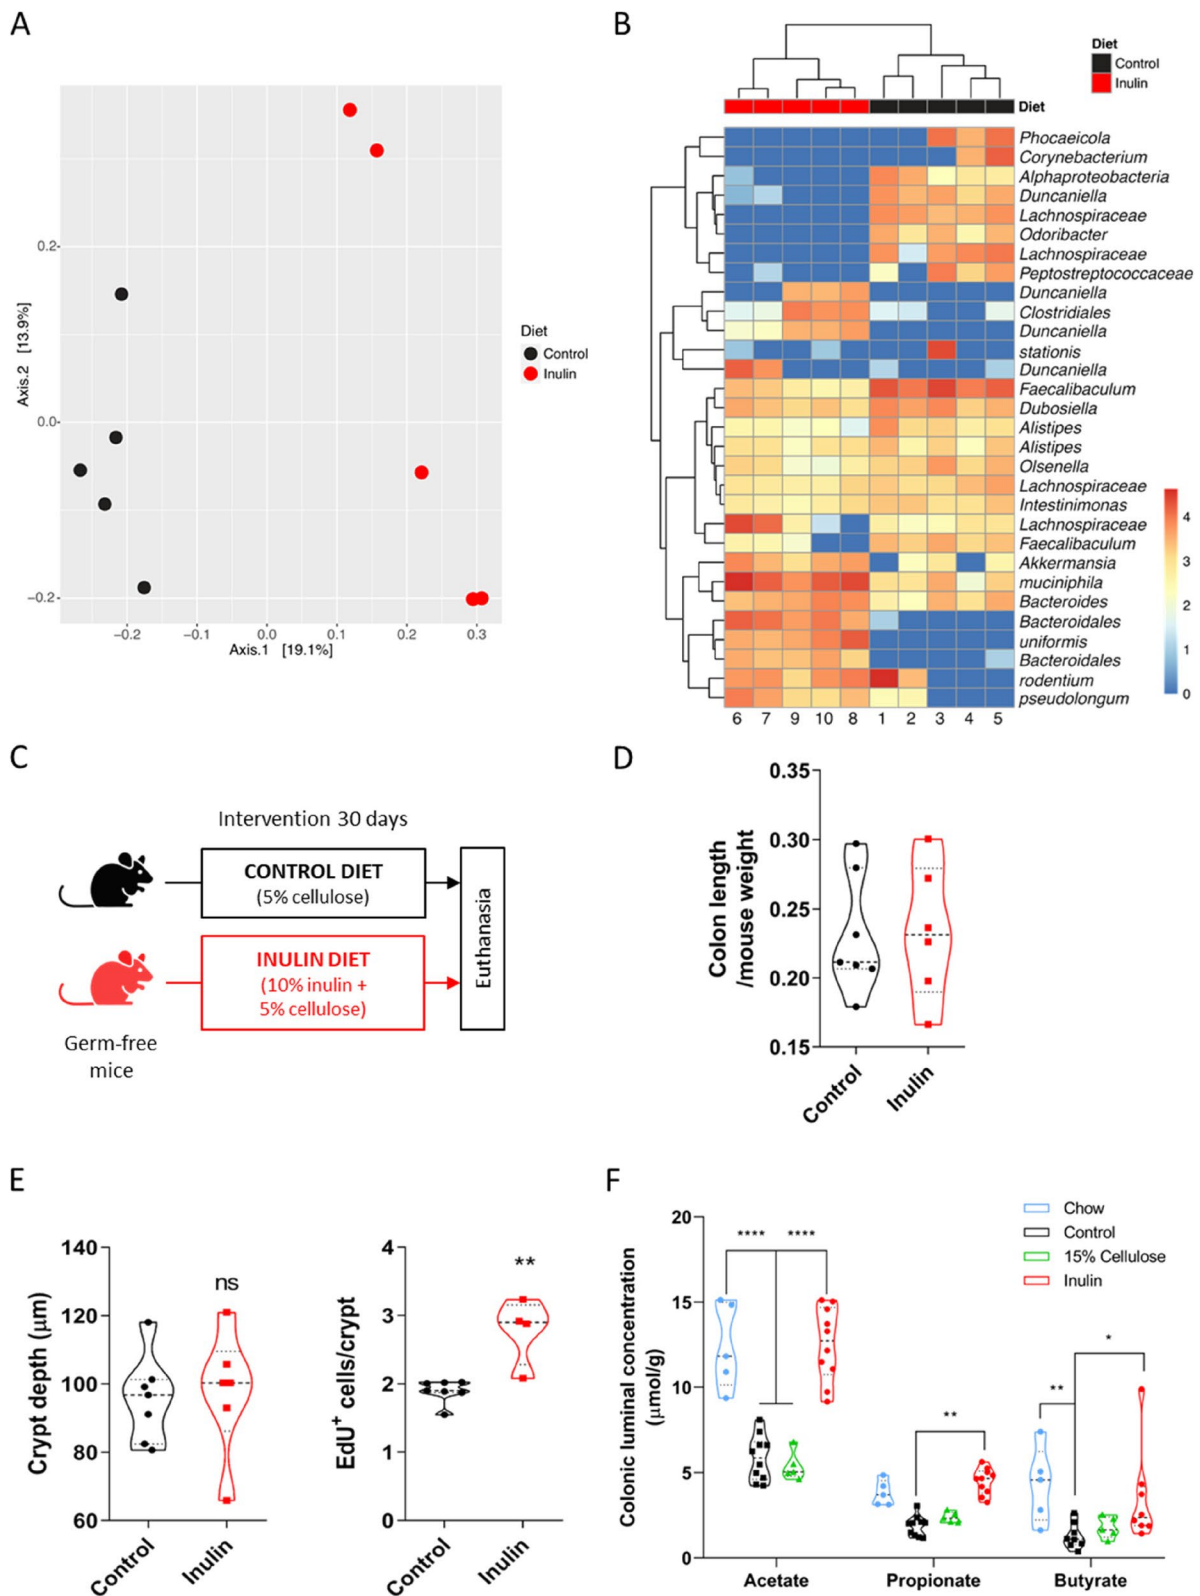 A
0.2
0.0
−0.2
Axis.2 [13.9%]
−0.2
−0.1
0.0
0.1
0.2
0.3
Axis.1 [19.1%]
Diet
Control
Inulin
B
Diet
Control
Inulin
Diet
Phocaeicola
Corynebacterium
Alphaproteobacteria
Duncaniella
Lachnospiraceae
Odoribacter
Lachnospiraceae
Peptostreptococcaceae
Duncaniella
Clostridiales
Duncaniella
stationis
Duncaniella
Faecalibaculum
Dubosiella
Alistipes
Alistipes
Olsenella
Lachnospiraceae
Intestinimonas
Lachnospiraceae
Faecalibaculum
Akkermansia
muciniphila
Bacteroides
Bacteroidales
uniformis
Bacteroidales
rodentium
pseudolongum
6 7 9 10 8 1 2 3 4 5
4
3
2
1
0
C
Intervention 30 days
CONTROL DIET
(5% cellulose)
INULIN DIET
(10% inulin +
5% cellulose)
Euthanasia
Germ-free
mice
D
0.35
0.30
0.25
0.20
0.15
Colon length
/mouse weight
Control
Inulin
E
140
120
100
80
60
Crypt depth (μm)
ns
Control
Inulin
4
3
2
1
0
EdU+ cells/crypt
**
Control
Inulin
F
Chow
Control
15% Cellulose
Inulin
20
15
10
5
0
Colonic luminal concentration
(μmol/g)
**** ****
**
**
*
Acetate
Propionate
Butyrate